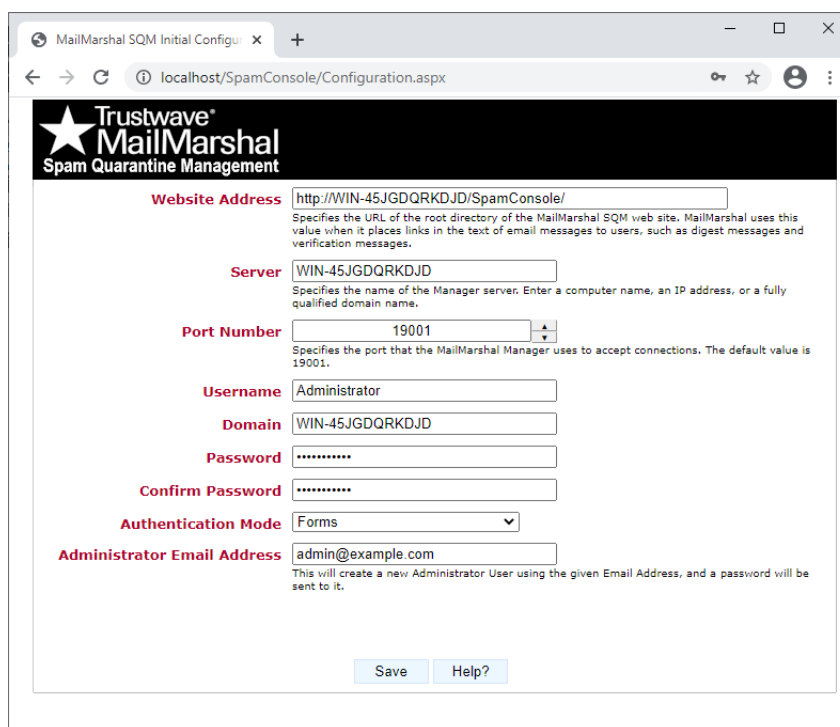 MailMarshal SQM Initial Configur
localhost/SpamConsole/Configuration.aspx
Trustwave®
MailMarshal
Spam Quarantine Management
Website Address http://WIN-45JGDQRKDJD/SpamConsole/
Specifies the URL of the root directory of the MailMarshal SQM web site. MailMarshal uses this
value when it places links in the text of email messages to users, such as digest messages and
verification messages.
Server WIN-45JGDQRKDJD
Specifies the name of the Manager server. Enter a computer name, an IP address, or a fully
qualified domain name.
Port Number 19001
Specifies the port that the MailMarshal Manager uses to accept connections. The default value is
19001.
Username Administrator
Domain WIN-45JGDQRKDJD
Password •••••••••••
Confirm Password •••••••••••
Authentication Mode Forms
Administrator Email Address admin@example.com
This will create a new Administrator User using the given Email Address, and a password will be
sent to it.
Save Help?